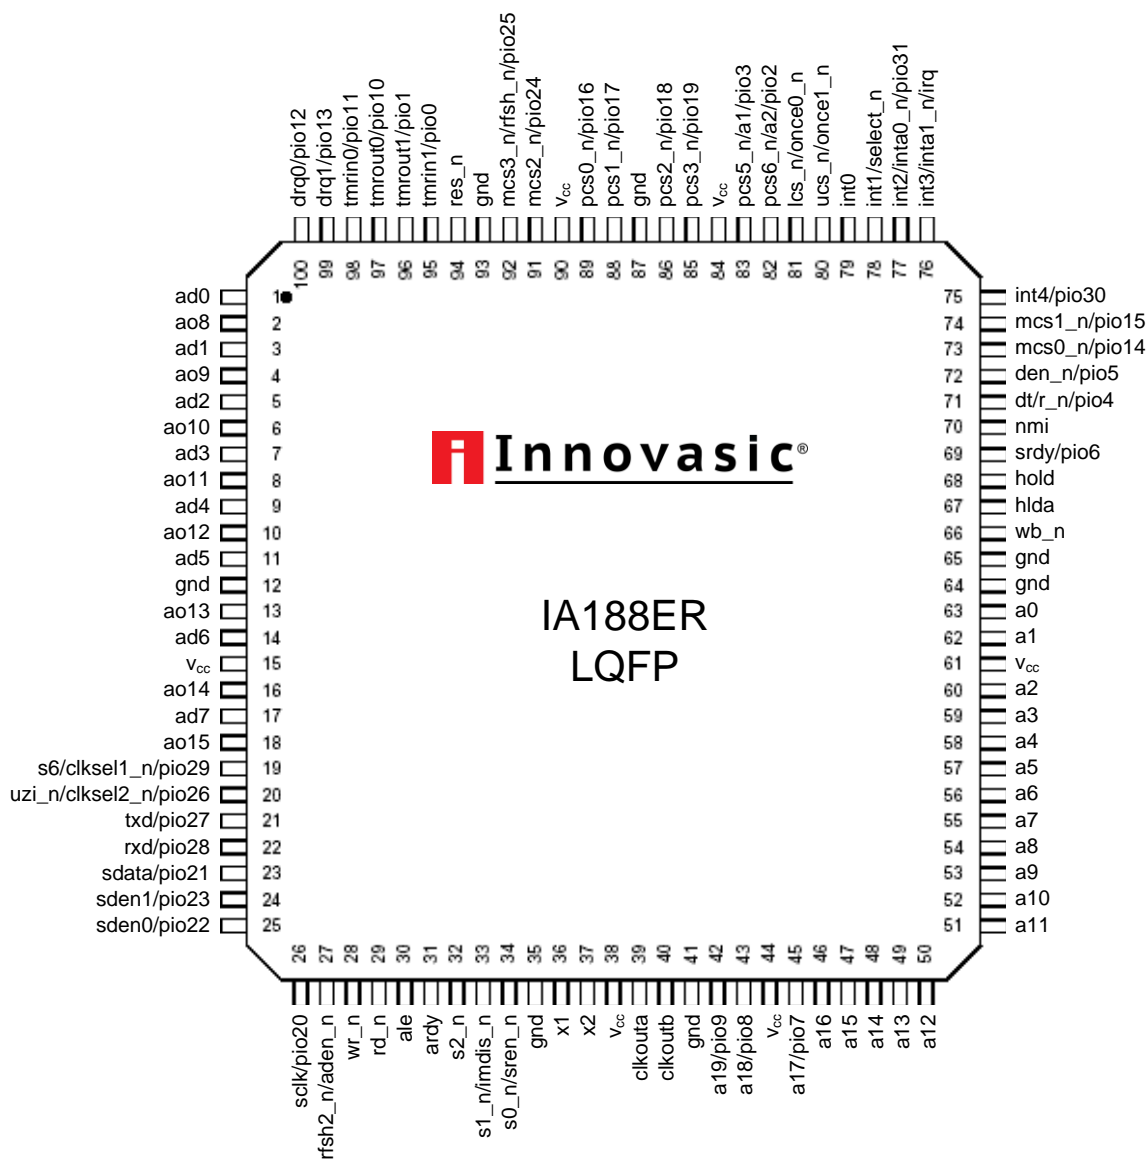 drq0/pio12
drq1/pio13
tmrin0/pio11
tmrout0/pio10
tmrout1/pio1
tmrin1/pio0
res_n
gnd
mcs3_n/rfsh_n/pio25
mcs2_n/pio24
vcc
pcs0_n/pio16
pcs1_n/pio17
gnd
pcs2_n/pio18
pcs3_n/pio19
vcc
pcs5_n/a1/pio3
pcs6_n/a2/pio2
lcs_n/once0_n
ucs_n/once1_n
int0
int1/select_n
int2/inta0_n/pio31
int3/inta1_n/irq
100 99 98 97 96 95 94 93 92 91 90 89 88 87 86 85 84 83 82 81 80 79 78 77 76
ad0 1 75 int4/pio30
ao8 2 74 mcs1_n/pio15
ad1 3 73 mcs0_n/pio14
ao9 4 72 den_n/pio5
ad2 5 71 dt/r_n/pio4
ao10 6 70 nmi
ad3 7 69 srdy/pio6
ao11 8 68 hold
ad4 9 67 hlda
ao12 10 66 wb_n
ad5 11 65 gnd
gnd 12 64 gnd
ao13 13 63 a0
ad6 14 62 a1
vcc 15 61 vcc
ao14 16 60 a2
ad7 17 59 a3
ao15 18 58 a4
s6/clksel1_n/pio29 19 57 a5
uzi_n/clksel2_n/pio26 20 56 a6
txd/pio27 21 55 a7
rxd/pio28 22 54 a8
sdata/pio21 23 53 a9
sden1/pio23 24 52 a10
sden0/pio22 25 51 a11
i Innovasic®
IA188ER
LQFP
26 27 28 29 30 31 32 33 34 35 36 37 38 39 40 41 42 43 44 45 46 47 48 49 50
sclk/pio20
rfsh2_n/aden_n
wr_n
rd_n
ale
ardy
s2_n
s1_n/imdis_n
s0_n/sren_n
gnd
x1
x2
vcc
clkouta
clkoutb
gnd
a19/pio9
a18/pio8
vcc
a17/pio7
a16
a15
a14
a13
a12